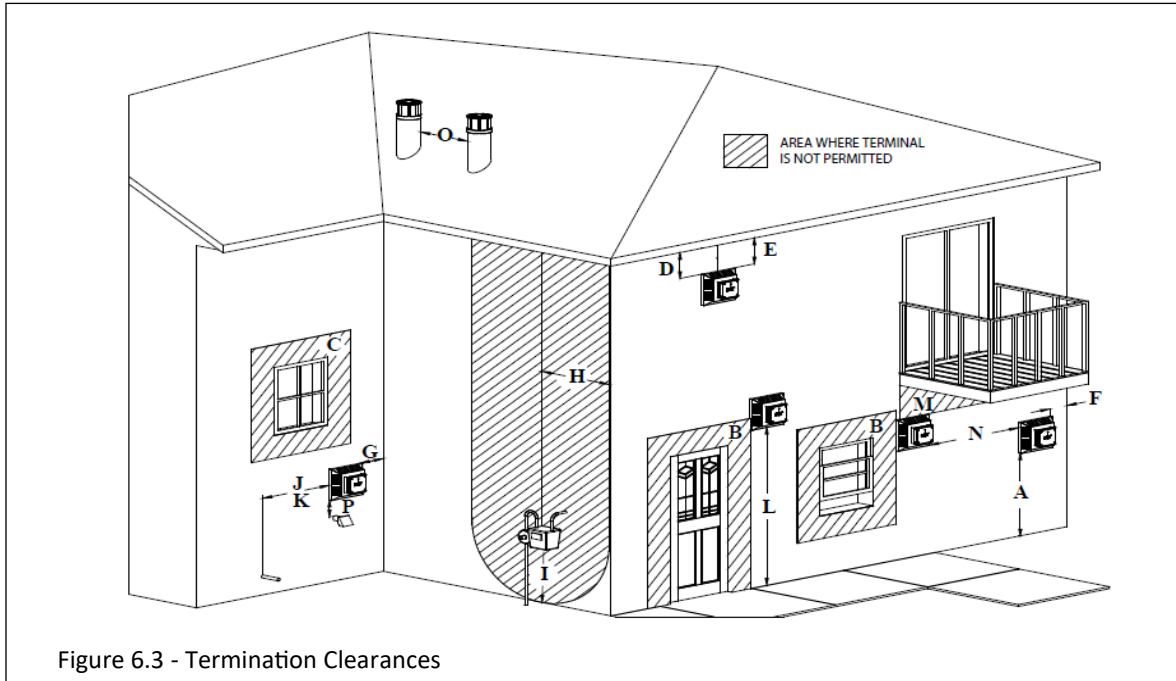 O
AREA WHERE TERMINAL
IS NOT PERMITTED
D
E
C
H
F
M
B
B
N
G
J
K
P
A
L
I
Figure 6.3 - Termination Clearances